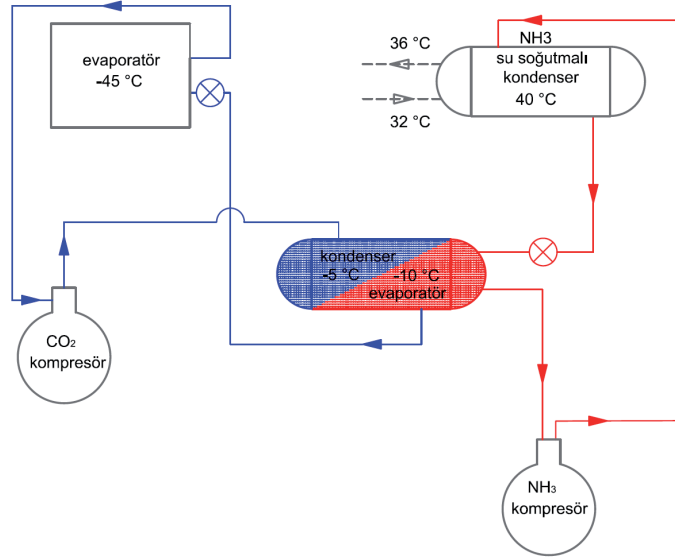 evaporatör
-45 °C
36 °C
32 °C
NH3
su soğutmalı
kondenser
40 °C
kondenser
-5 °C
-10 °C
evaporatör
CO₂
kompresör
NH₃
kompresör